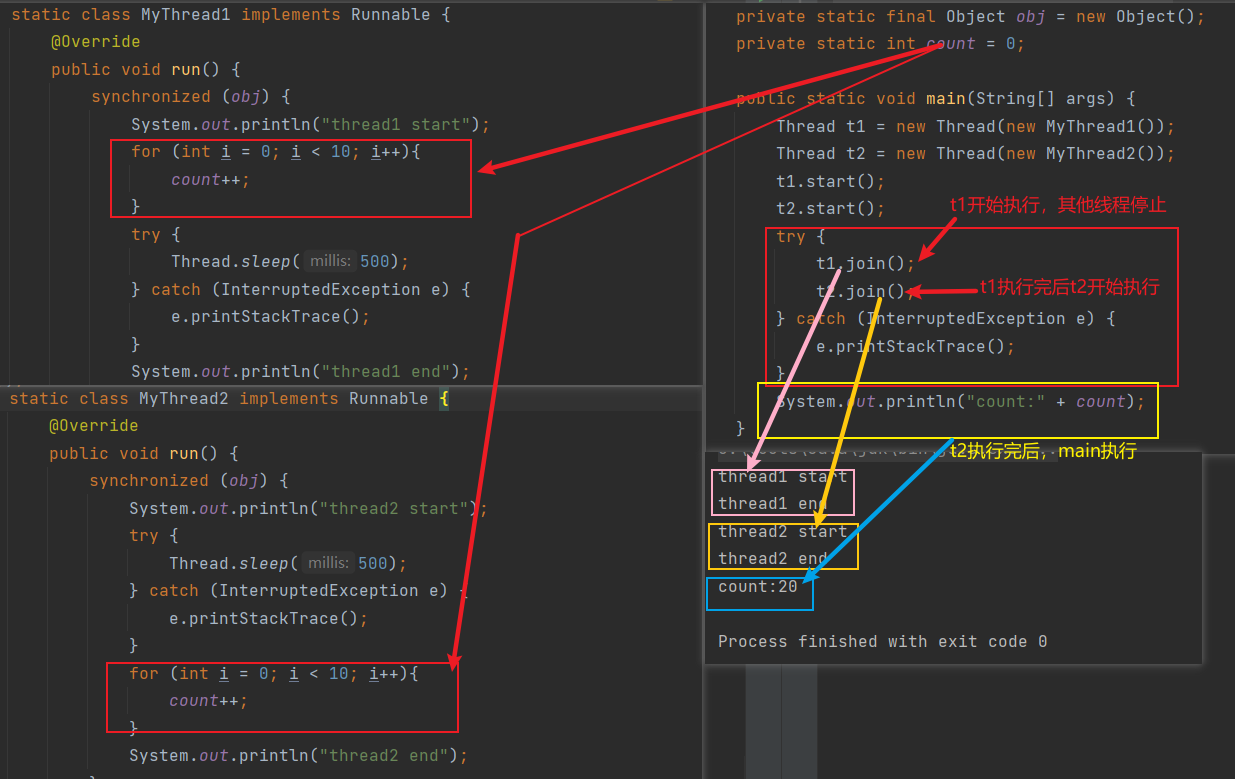 static class MyThread1 implements Runnable {
@Override
public void run() {
synchronized (obj) {
System.out.println("thread1 start");
for (int i = 0; i < 10; i++){
count++;
}
try {
Thread.sleep( millis: 500);
} catch (InterruptedException e) {
e.printStackTrace();
}
System.out.println("thread1 end");
static class MyThread2 implements Runnable {
@Override
public void run() {
synchronized (obj) {
System.out.println("thread2 start");
try {
Thread.sleep( millis: 500);
} catch (InterruptedException e) {
e.printStackTrace();
}
for (int i = 0; i < 10; i++){
count++;
}
System.out.println("thread2 end");
private static final Object obj = new Object();
private static int count = 0;
public static void main(String[] args) {
Thread t1 = new Thread(new MyThread1());
Thread t2 = new Thread(new MyThread2());
t1.start();
t2.start();
t1开始执行，其他线程停止
try {
t1.join();
t2.join();
t1执行完后t2开始执行
} catch (InterruptedException e) {
e.printStackTrace();
}
System.out.println("count:" + count);
}
t2执行完后，main执行
thread1 start
thread1 end
thread2 start
thread2 end
count:20
Process finished with exit code 0